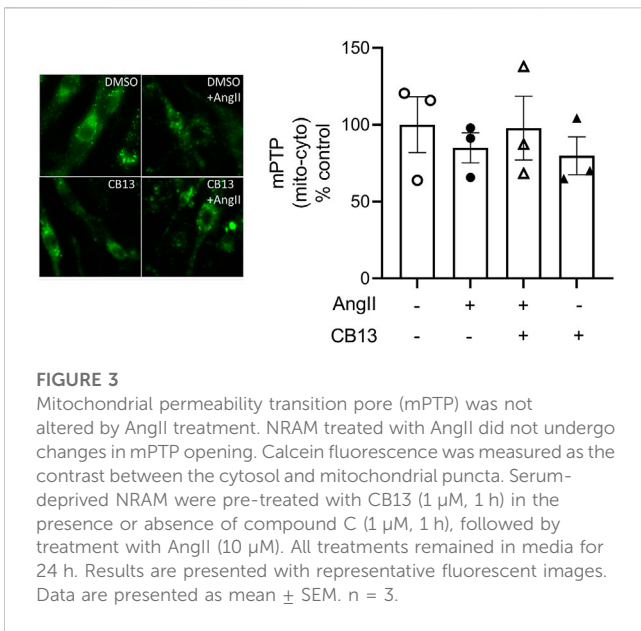 DMSO
DMSO
+AngII
CB13
CB13
+AngII
mPTP
(mito-cyto)
% control
150
100
50
0
AngII - + + -
CB13 - - + +
FIGURE 3
Mitochondrial permeability transition pore (mPTP) was not
altered by AngII treatment. NRAM treated with AngII did not undergo
changes in mPTP opening. Calcein fluorescence was measured as the
contrast between the cytosol and mitochondrial puncta. Serum-
deprived NRAM were pre-treated with CB13 (1 µM, 1 h) in the
presence or absence of compound C (1 µM, 1 h), followed by
treatment with AngII (10 µM). All treatments remained in media for
24 h. Results are presented with representative fluorescent images.
Data are presented as mean ± SEM. n = 3.